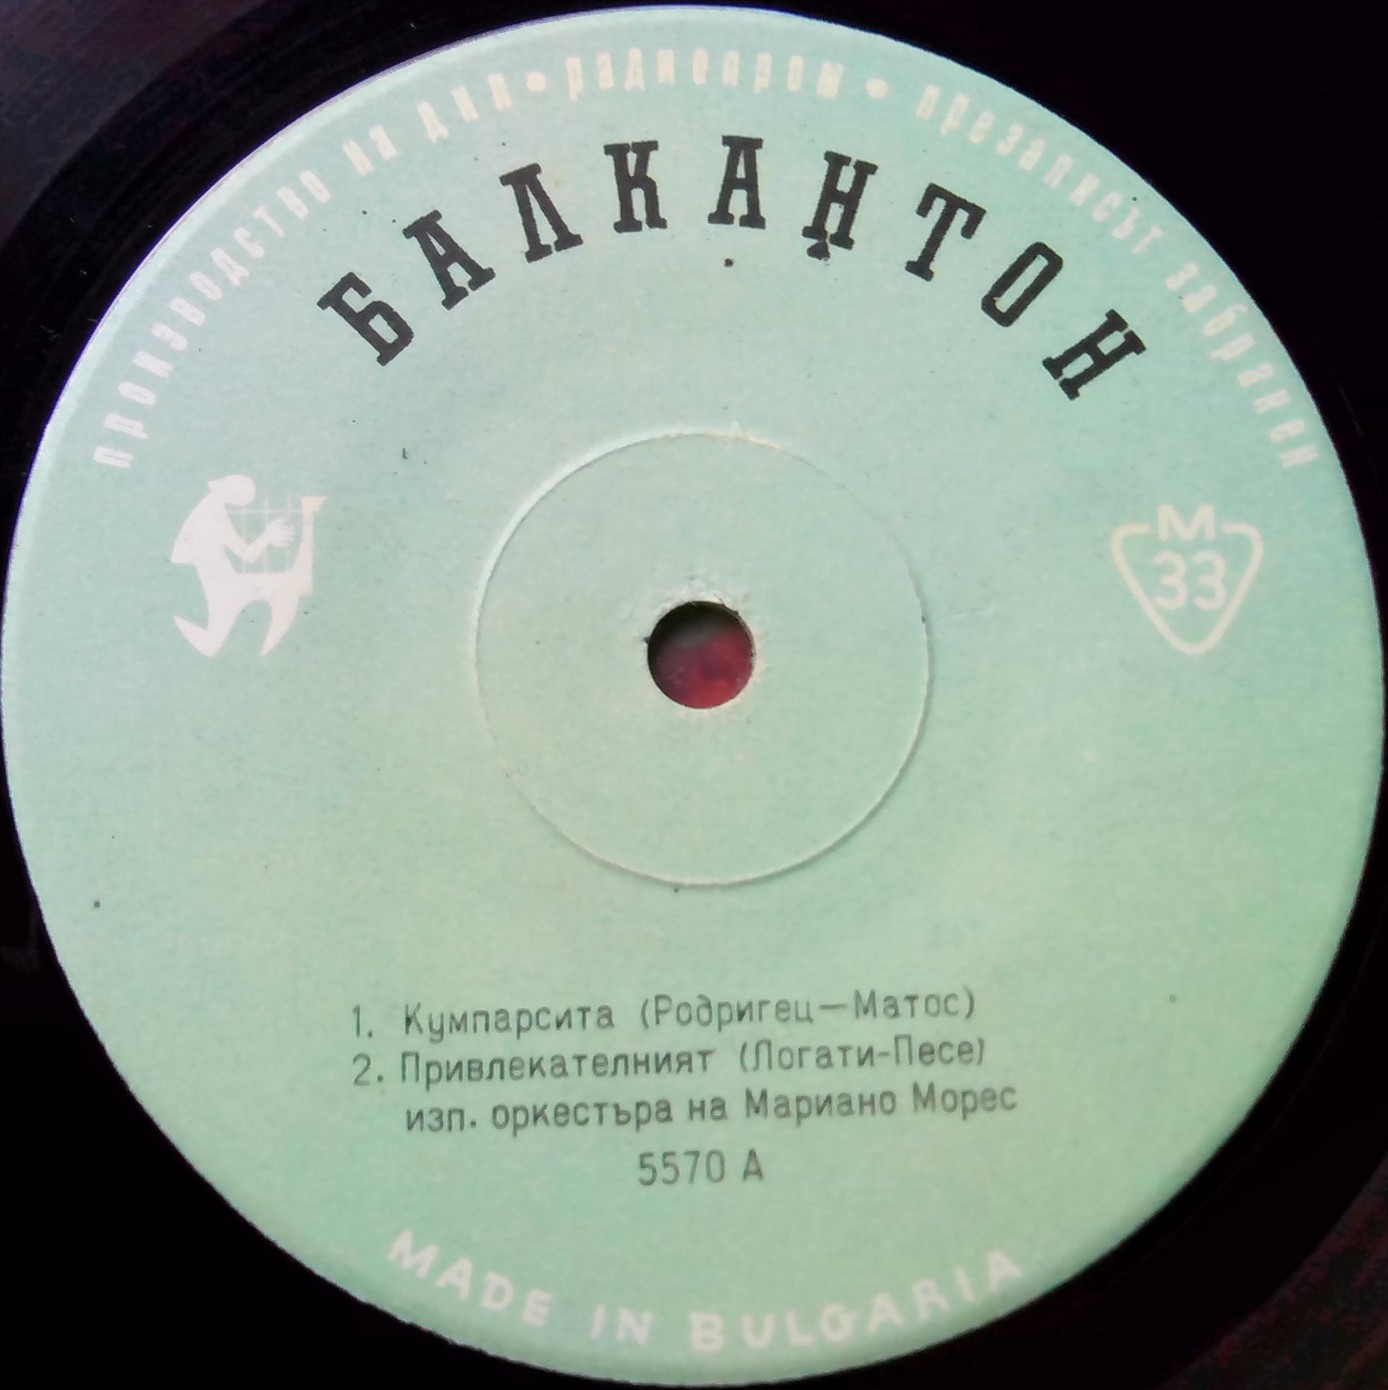 производство на дип • радиопром • презаписът забранен
БАЛКАНТОН
М
33
1. Кумпарсита (Родригец—Матос)
2. Привлекателният (Логати-Песе)
изп. оркестъра на Мариано Морес
5570 А
MADE IN BULGARIA